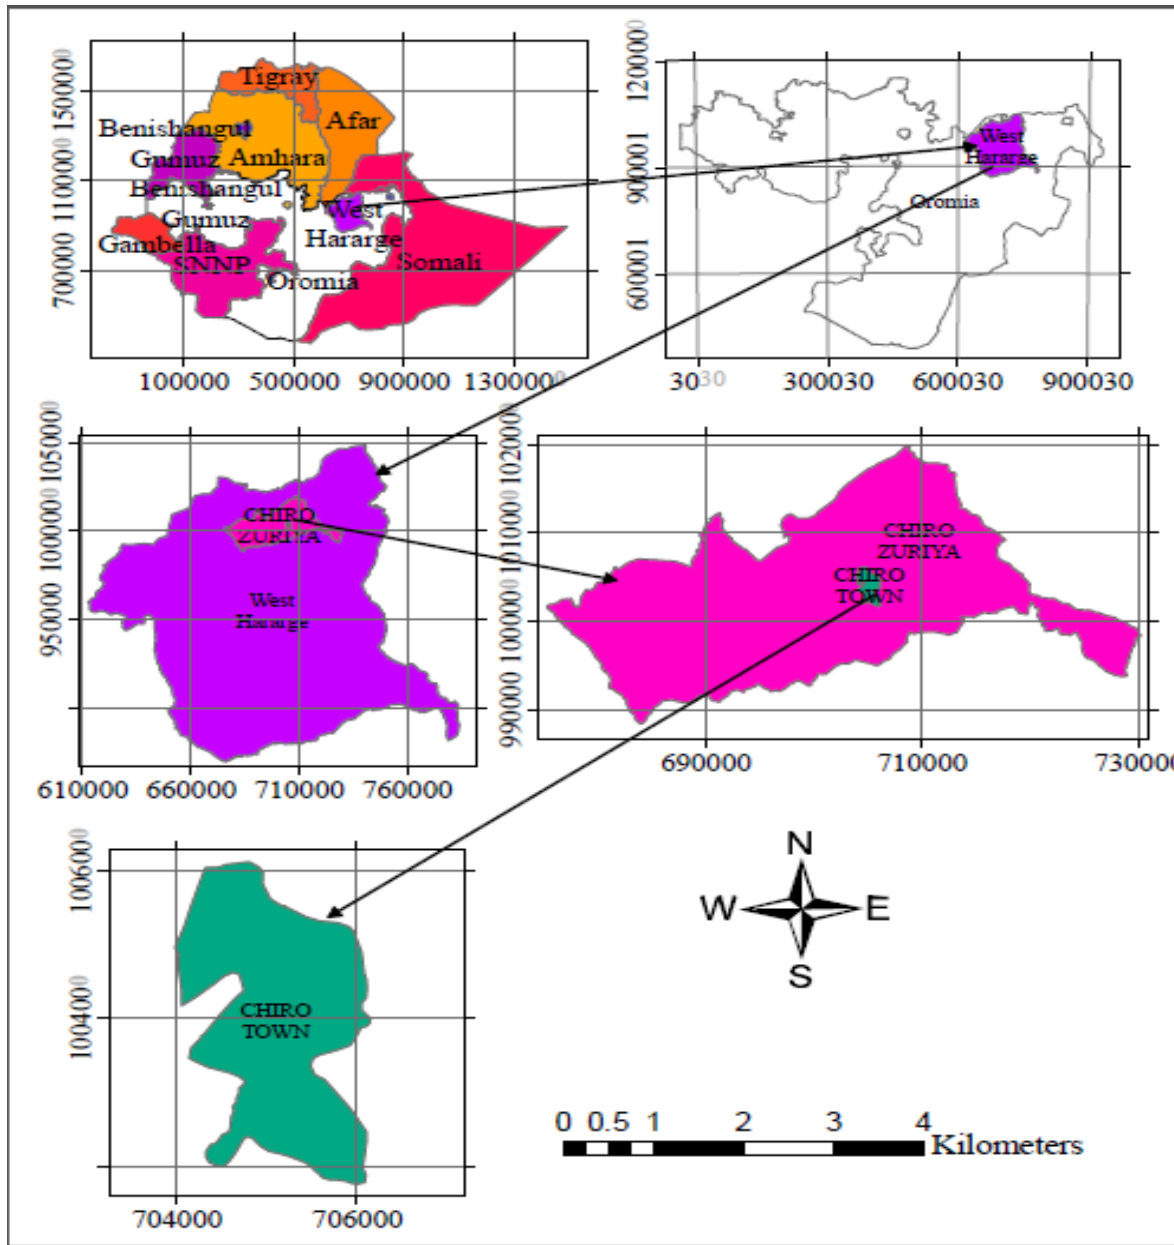 Tigray
Afar
Benishangul
Gumuz
Amhara
Benishangul
Gumuz
West
Hararge
Gambella
SNNP
Oromia
Somali
1500000
1100000
700000
100000 500000 900000 1300000
West
Hararge
Oromia
1200000
900001
600001
3030 300030 600030 900030
CHIRO
ZURIYA
West
Hararge
1050000
1000000
950000
610000 660000 710000 760000
CHIRO
ZURIYA
CHIRO
TOWN
1020000
1010000
1000000
990000
690000 710000 730000
CHIRO
TOWN
1006000
1004000
704000 706000
N
W E
S
0 0.5 1 2 3 4
Kilometers